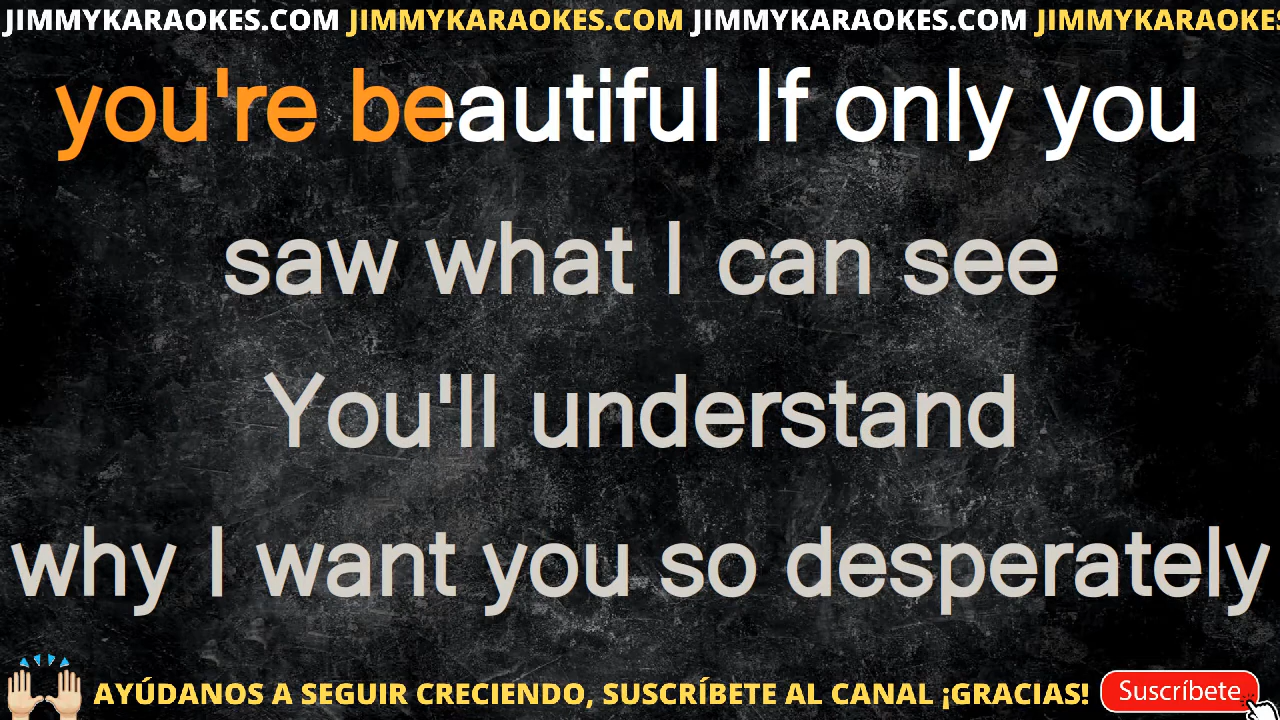 JIMMYKARAOKES.COM JIMMYKARAOKES.COM JIMMYKARAOKES.COM JIMMYKARAOKES
you're beautiful If only you
saw what I can see
You'll understand
why I want you so desperately
AYÚDANOS A SEGUIR CRECIENDO, SUSCRÍBETE AL CANAL ¡GRACIAS! Suscríbete